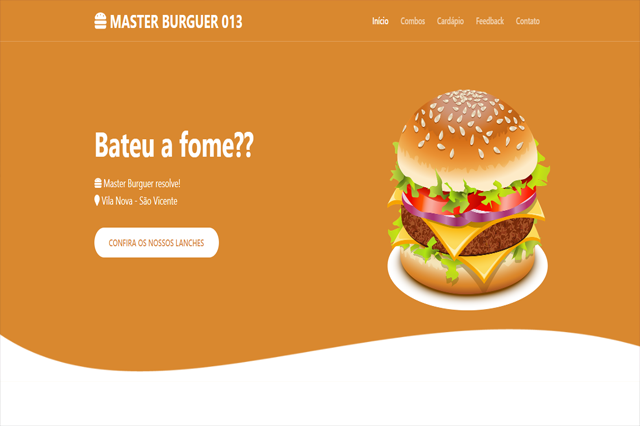 MASTER BURGUER 013
Início Combos Cardápio Feedback Contato
Bateu a fome??
Master Burguer resolve!
Vila Nova - São Vicente
CONFIRA OS NOSSOS LANCHES